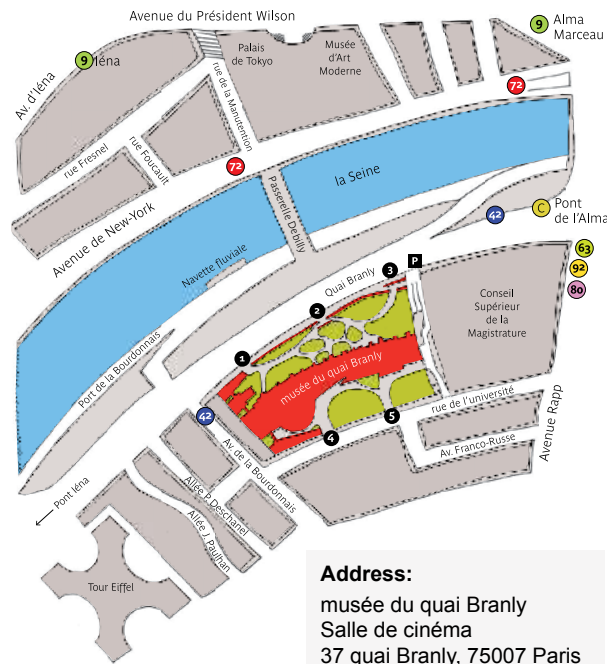 Avenue du Président Wilson
9
Alma
Marceau
9
Iéna
Palais
de Tokyo
Musée
d'Art
Moderne
Av. d'Iéna
rue de la Manutention
72
rue Fresnel
rue Foucault
72
la Seine
Passerelle Debilly
Avenue de New-York
42
C
Pont
de l'Alma
Navette fluviale
63
92
80
P
3
Quai Branly
2
Conseil
Supérieur
de la
Magistrature
1
musée du quai Branly
Port de la Bourdonnais
rue de l'université
42
5
4
Av. Franco-Russe
Avenue Rapp
Av de la Bourdonnais
Pont Iéna
Allée P. Deschanel
Allée J. Paulhan
Tour Eiffel
Address:
musée du quai Branly
Salle de cinéma
37 quai Branly, 75007 Paris